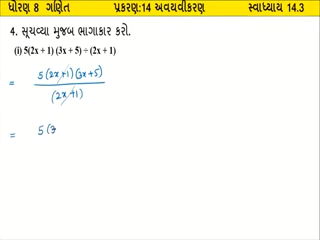 ધોરણ 8 ગણિત પ્રકરણ:14 અવયવીકરણ સ્વાધ્યાય 14.3
4. સૂચવ્યા મુજબ ભાગાકાર કરો.
(i) 5(2x + 1) (3x + 5) ÷ (2x + 1)
= 5(2x+1)(3x+5)
(2x+1)
= 5(3